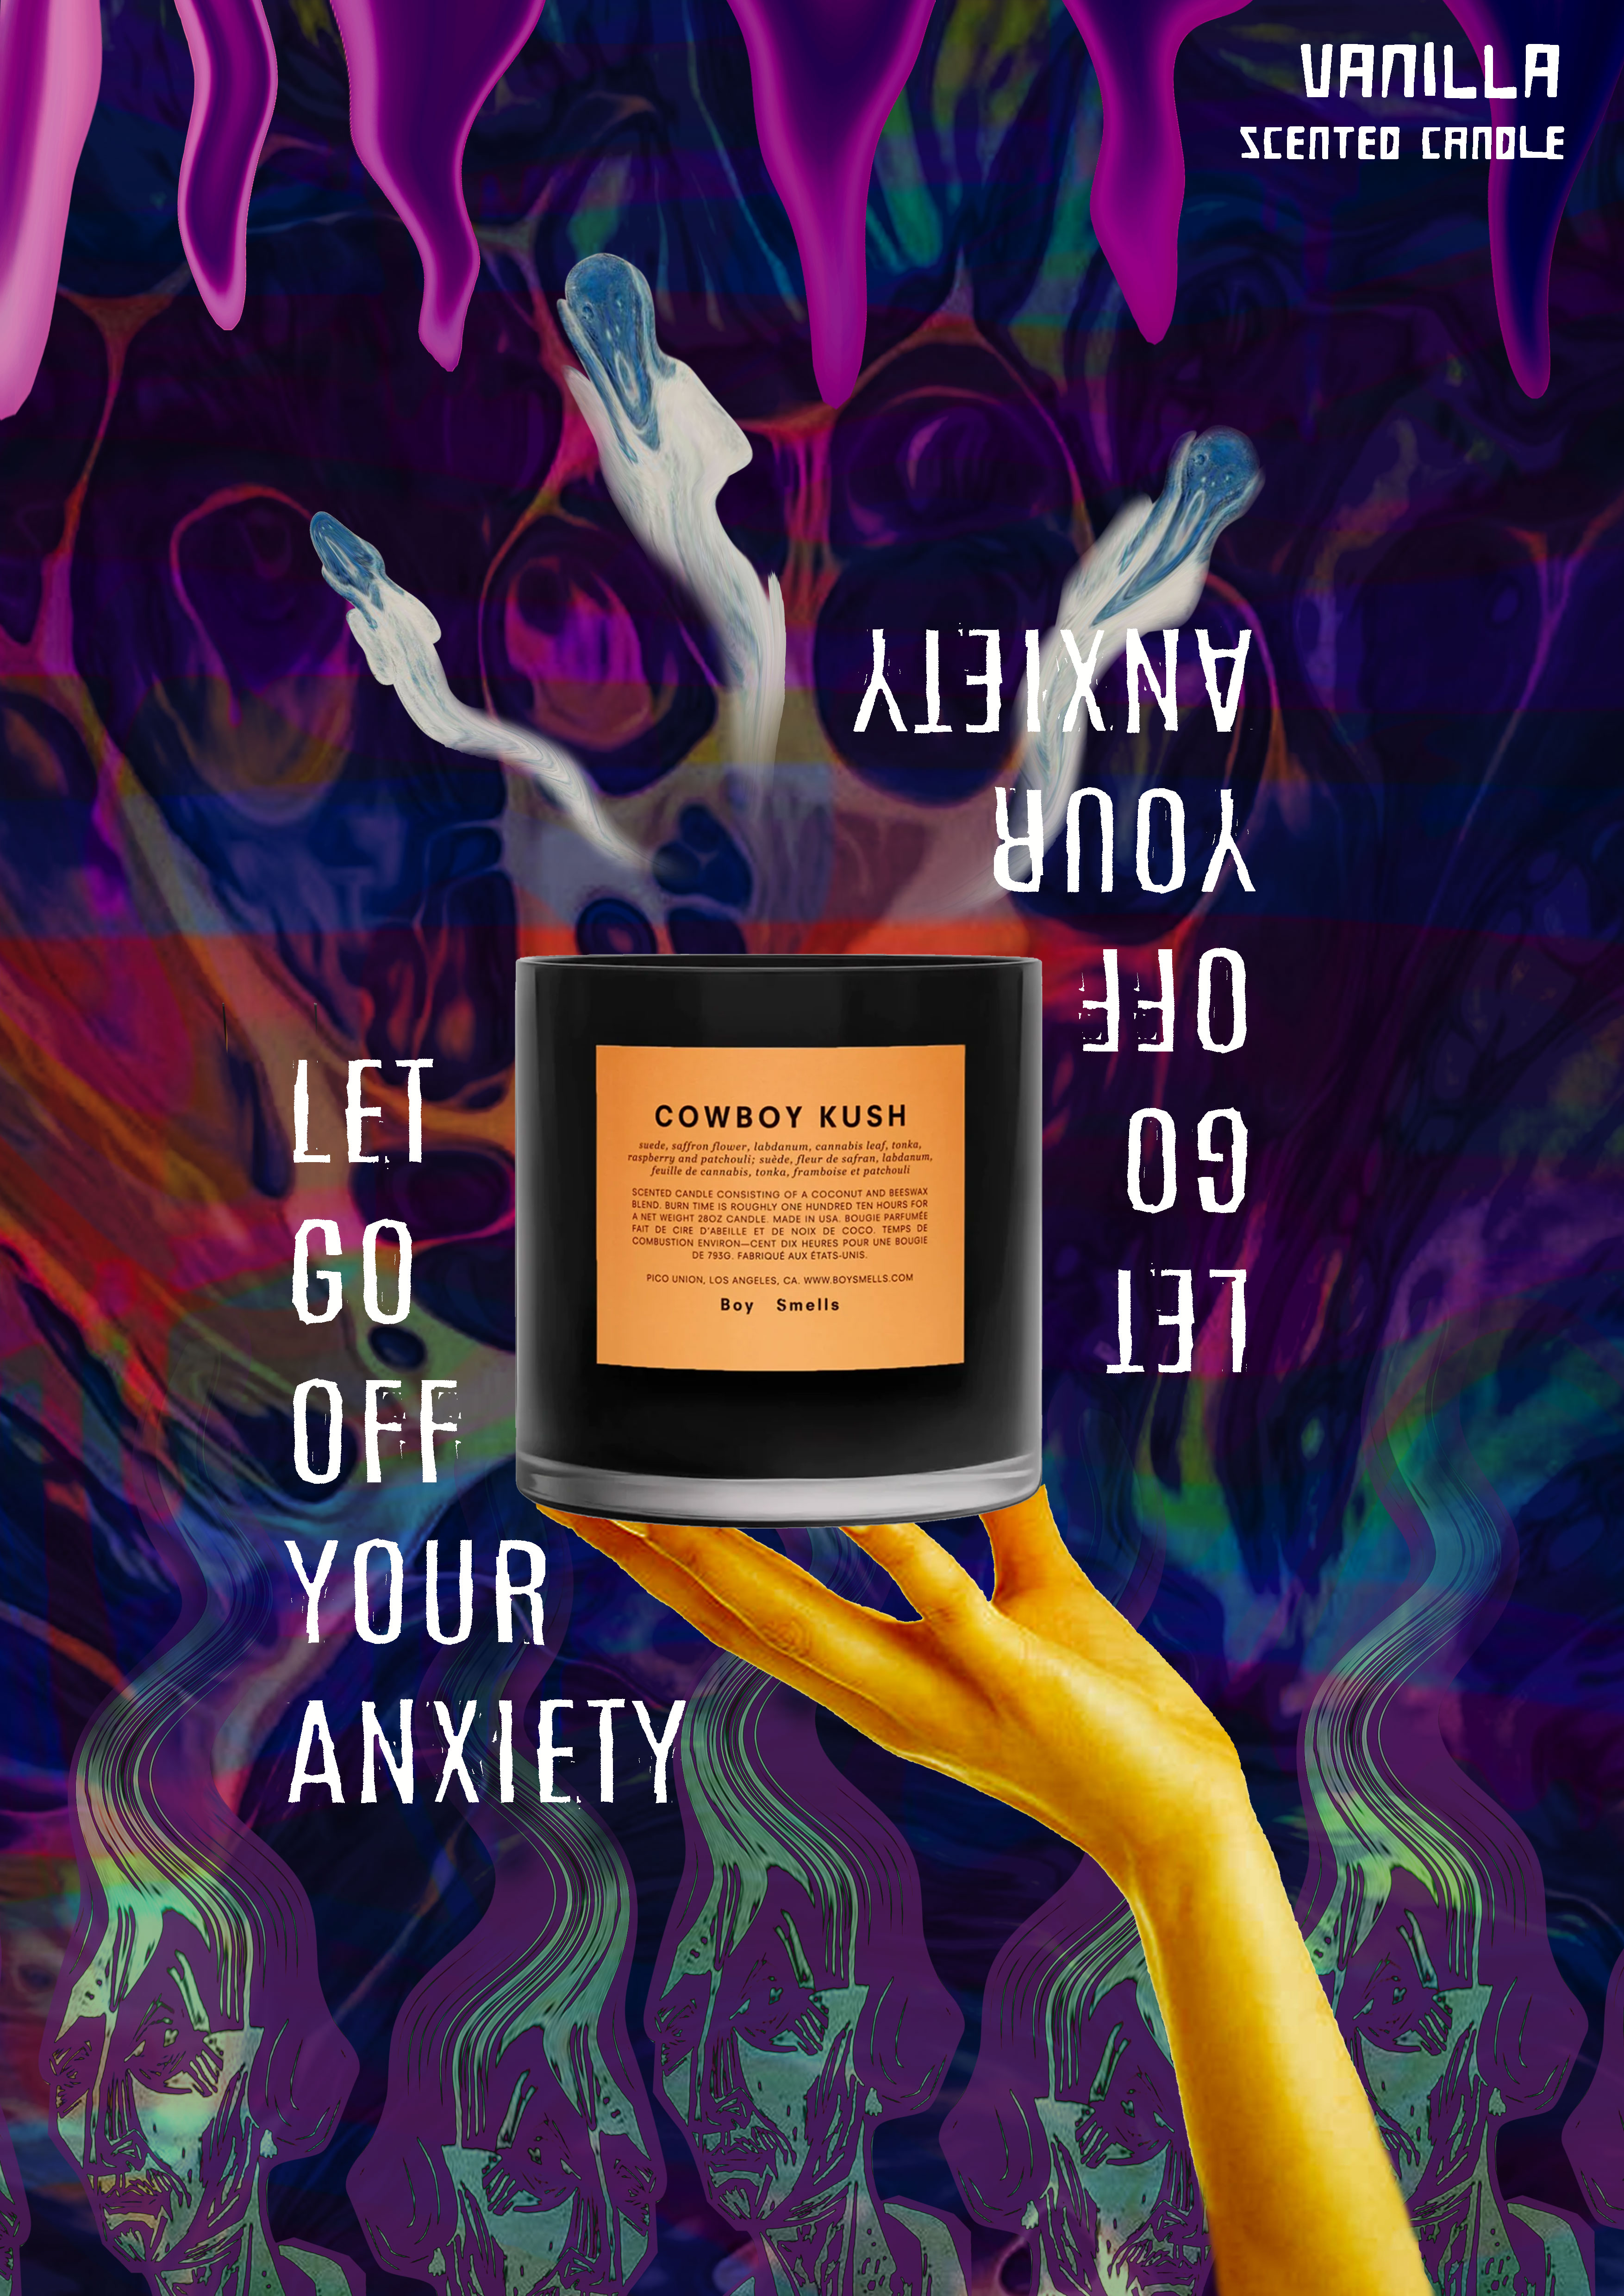 VANILLA
SCENTED CANDLE
LET
GO
OFF
YOUR
ANXIETY
LET
GO
OFF
YOUR
ANXIETY
COWBOY KUSH
suede, saffron flower, labdanum, cannabis leaf, tonka,
raspberry and patchouli; suède, fleur de safran, labdanum,
feuille de cannabis, tonka, framboise et patchouli
SCENTED CANDLE CONSISTING OF A COCONUT AND BEESWAX
BLEND. BURN TIME IS ROUGHLY ONE HUNDRED TEN HOURS FOR
A NET WEIGHT 28OZ CANDLE. MADE IN USA. BOUGIE PARFUMÉE
FAIT DE CIRE D'ABEILLE ET DE NOIX DE COCO. TEMPS DE
COMBUSTION ENVIRON—CENT DIX HEURES POUR UNE BOUGIE
DE 793G. FABRIQUÉ AUX ÉTATS-UNIS.
PICO UNION, LOS ANGELES, CA. WWW.BOYSMELLS.COM
Boy Smells